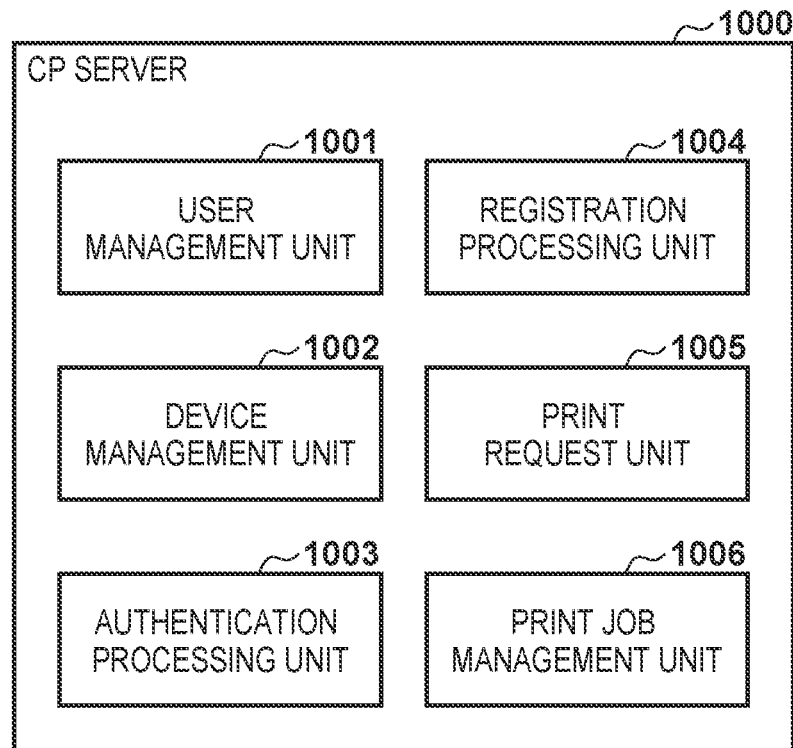 1000
CP SERVER
1001
USER
MANAGEMENT UNIT
1004
REGISTRATION
PROCESSING UNIT
1002
DEVICE
MANAGEMENT UNIT
1005
PRINT
REQUEST UNIT
1003
AUTHENTICATION
PROCESSING UNIT
1006
PRINT JOB
MANAGEMENT UNIT